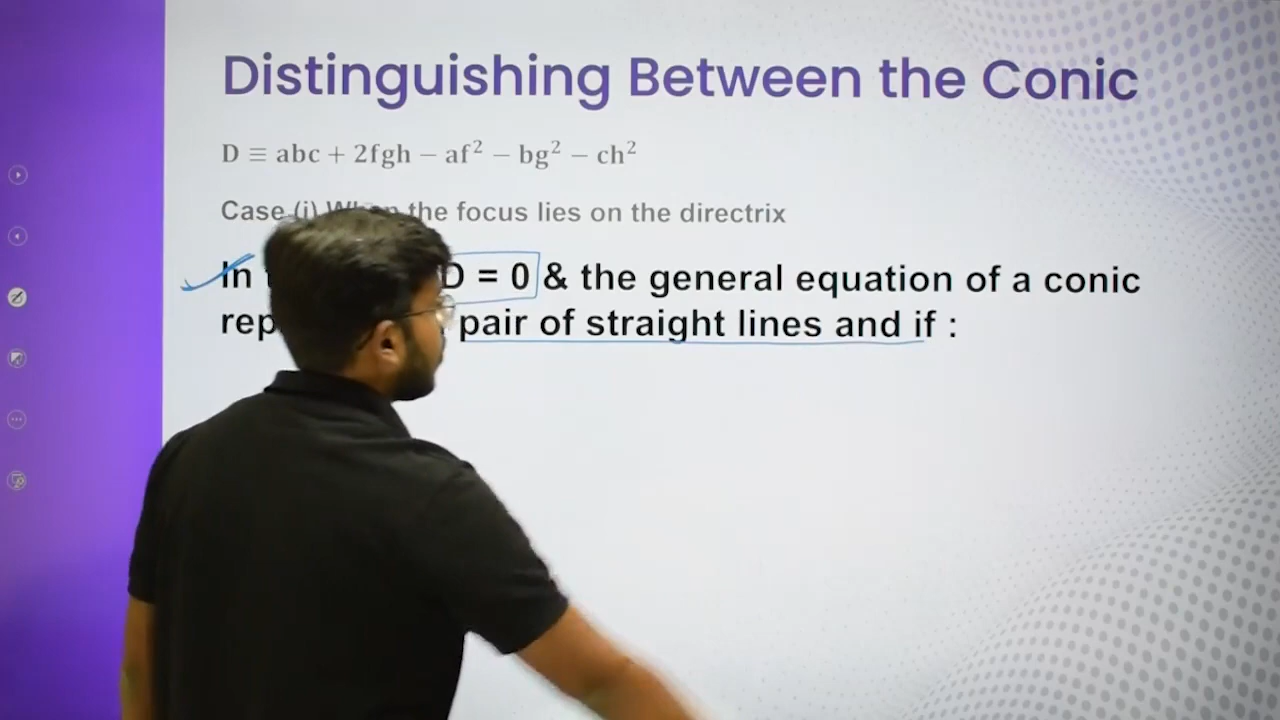 Distinguishing Between the Conic
D ≡ abc + 2fgh − af² − bg² − ch²
Case (i) When the focus lies on the directrix
In D = 0 & the general equation of a conic
pair of straight lines and if :